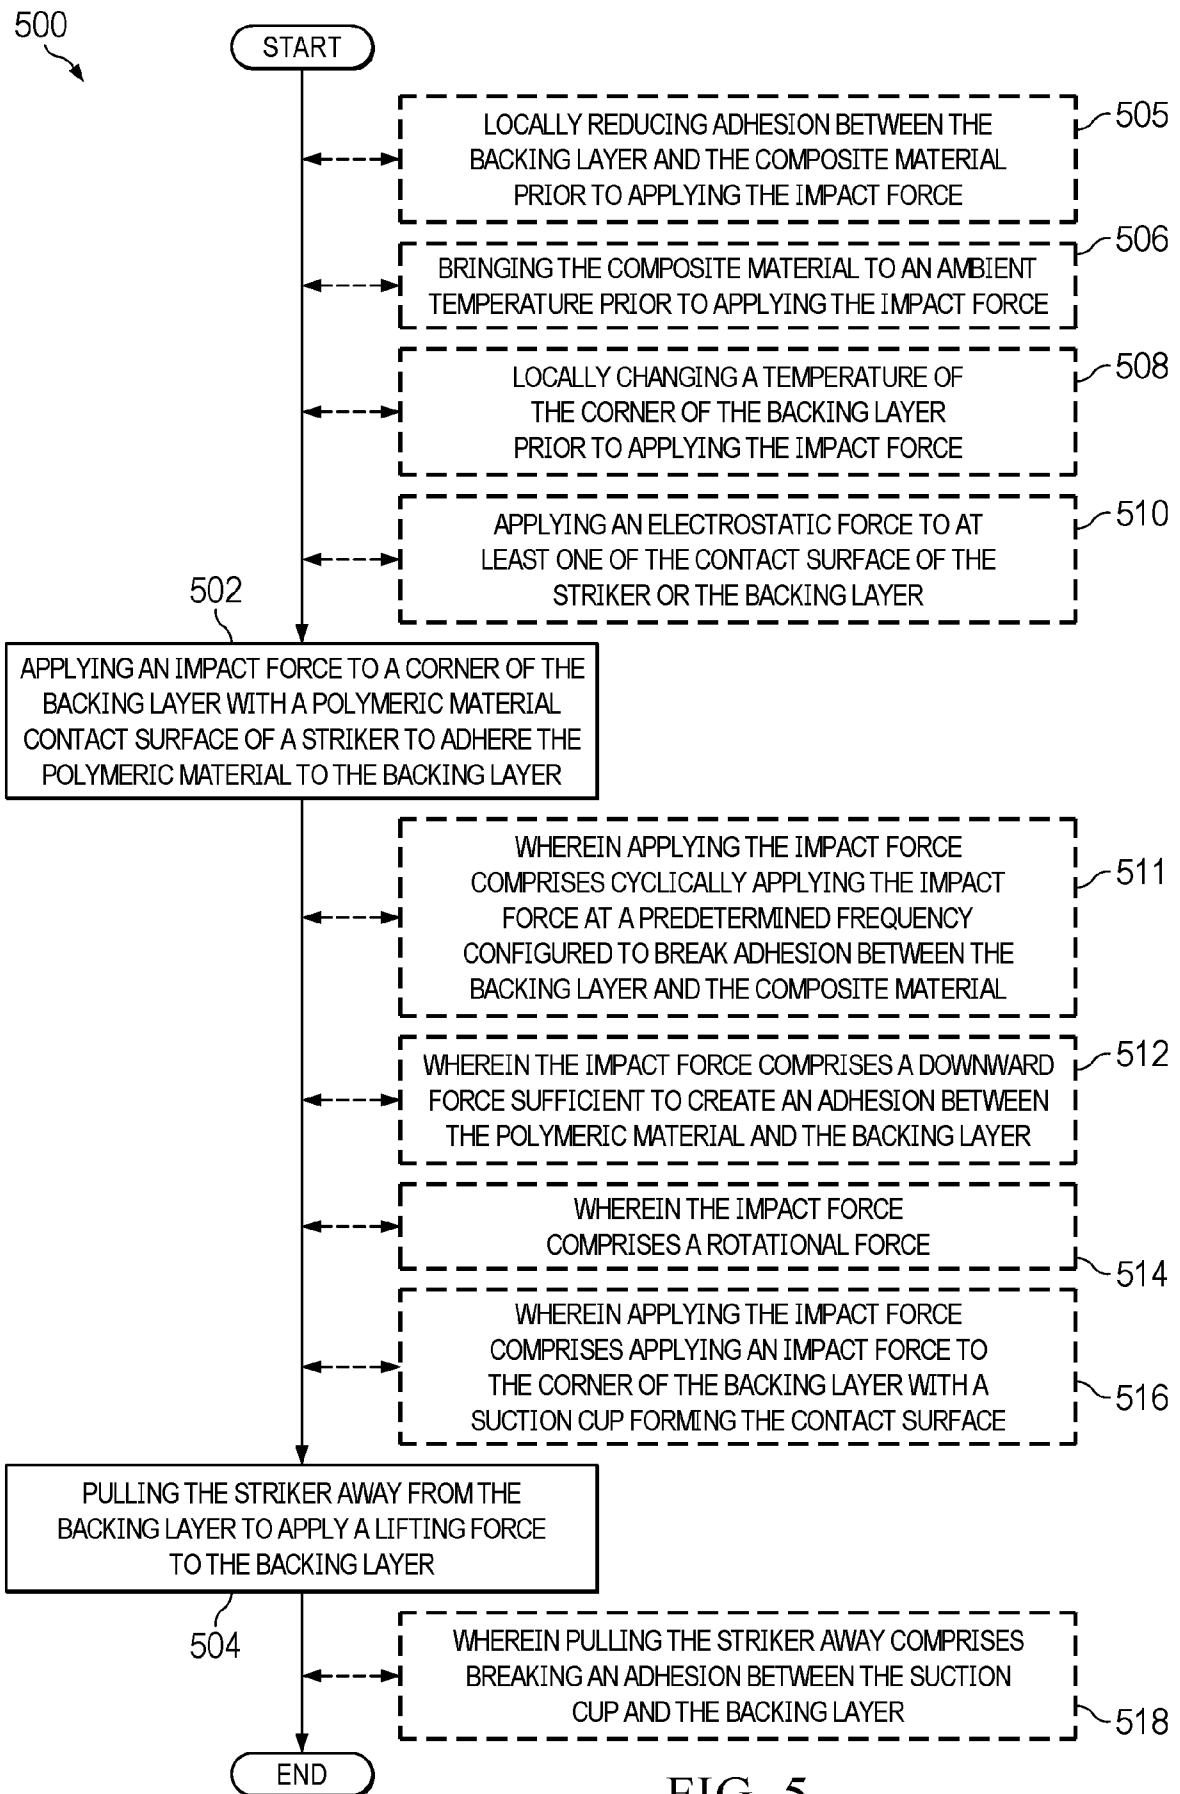 500
START
LOCALLY REDUCING ADHESION BETWEEN THE
BACKING LAYER AND THE COMPOSITE MATERIAL
PRIOR TO APPLYING THE IMPACT FORCE
505
BRINGING THE COMPOSITE MATERIAL TO AN AMBIENT
TEMPERATURE PRIOR TO APPLYING THE IMPACT FORCE
506
LOCALLY CHANGING A TEMPERATURE OF
THE CORNER OF THE BACKING LAYER
PRIOR TO APPLYING THE IMPACT FORCE
508
APPLYING AN ELECTROSTATIC FORCE TO AT
LEAST ONE OF THE CONTACT SURFACE OF THE
STRIKER OR THE BACKING LAYER
510
502
APPLYING AN IMPACT FORCE TO A CORNER OF THE
BACKING LAYER WITH A POLYMERIC MATERIAL
CONTACT SURFACE OF A STRIKER TO ADHERE THE
POLYMERIC MATERIAL TO THE BACKING LAYER
WHEREIN APPLYING THE IMPACT FORCE
COMPRISES CYCLICALLY APPLYING THE IMPACT
FORCE AT A PREDETERMINED FREQUENCY
CONFIGURED TO BREAK ADHESION BETWEEN THE
BACKING LAYER AND THE COMPOSITE MATERIAL
511
WHEREIN THE IMPACT FORCE COMPRISES A DOWNWARD
FORCE SUFFICIENT TO CREATE AN ADHESION BETWEEN
THE POLYMERIC MATERIAL AND THE BACKING LAYER
512
WHEREIN THE IMPACT FORCE
COMPRISES A ROTATIONAL FORCE
514
WHEREIN APPLYING THE IMPACT FORCE
COMPRISES APPLYING AN IMPACT FORCE TO
THE CORNER OF THE BACKING LAYER WITH A
SUCTION CUP FORMING THE CONTACT SURFACE
516
PULLING THE STRIKER AWAY FROM THE
BACKING LAYER TO APPLY A LIFTING FORCE
TO THE BACKING LAYER
504
WHEREIN PULLING THE STRIKER AWAY COMPRISES
BREAKING AN ADHESION BETWEEN THE SUCTION
CUP AND THE BACKING LAYER
518
END
FIG. 5